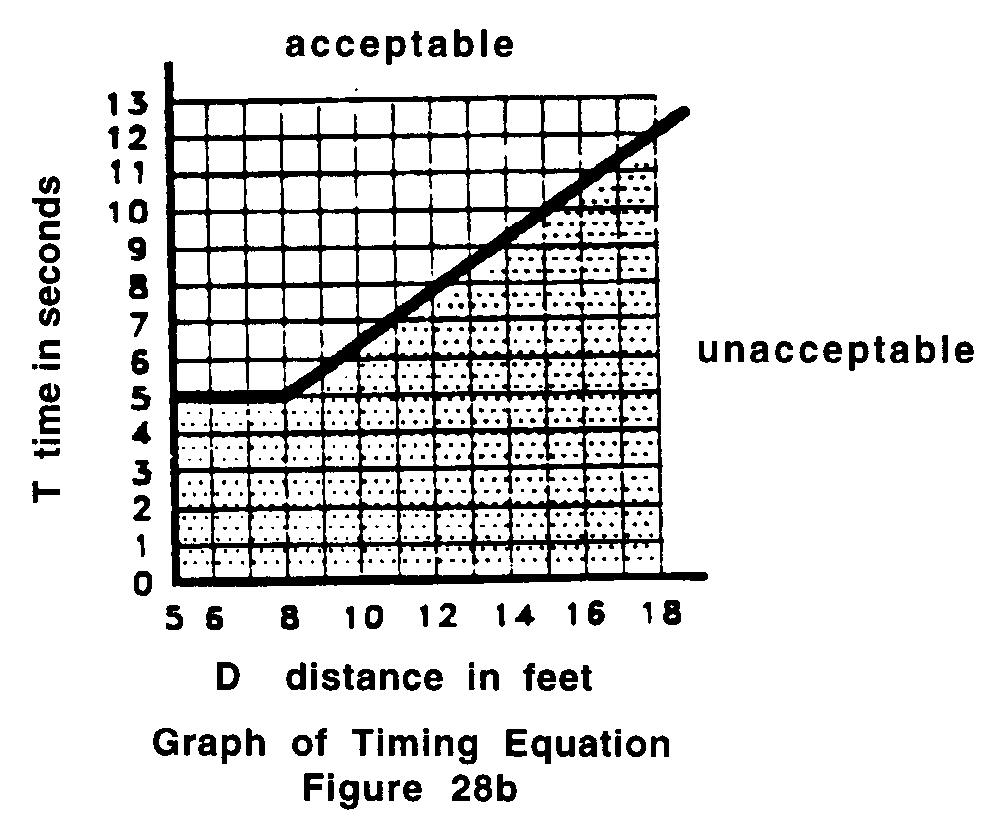 acceptable
13
12
11
10
9
8
7
6
5
4
3
2
1
0
T time in seconds
unacceptable
5 6 8 10 12 14 16 18
D distance in feet
Graph of Timing Equation
Figure 28b